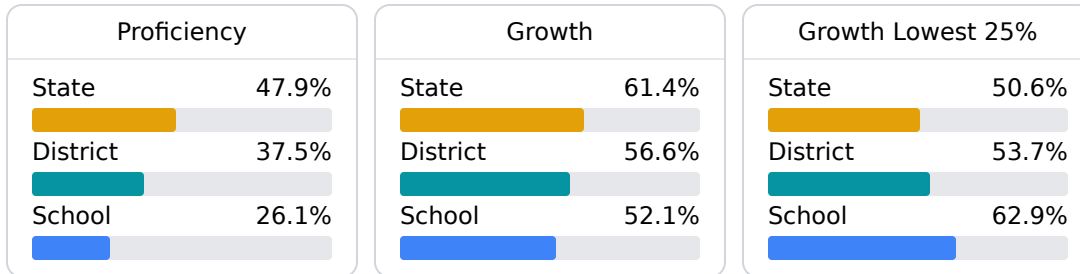 Proficiency
State 47.9%
District 37.5%
School 26.1%
Growth
State 61.4%
District 56.6%
School 52.1%
Growth Lowest 25%
State 50.6%
District 53.7%
School 62.9%